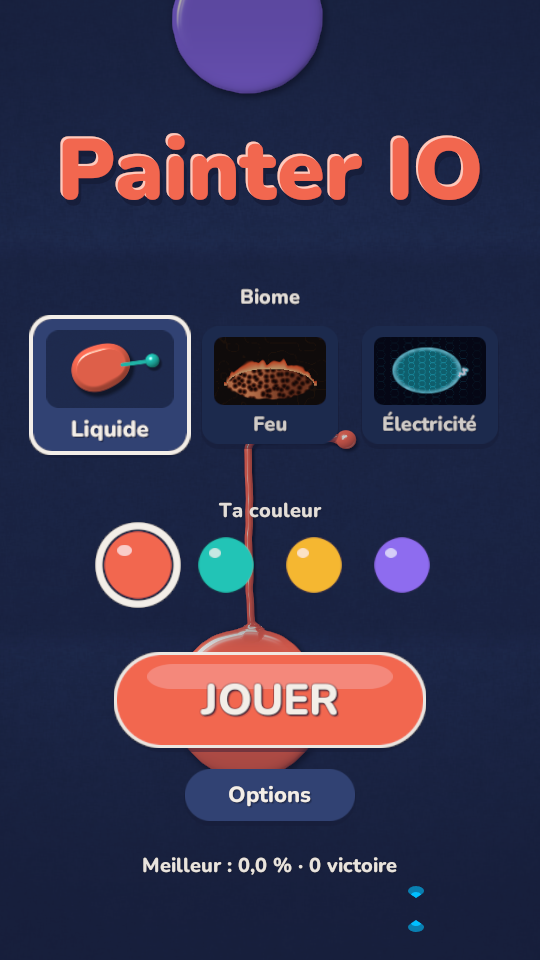 Painter IO
Biome
Liquide
Feu
Électricité
Ta couleur
JOUER
Options
Meilleur : 0,0 % · 0 victoire